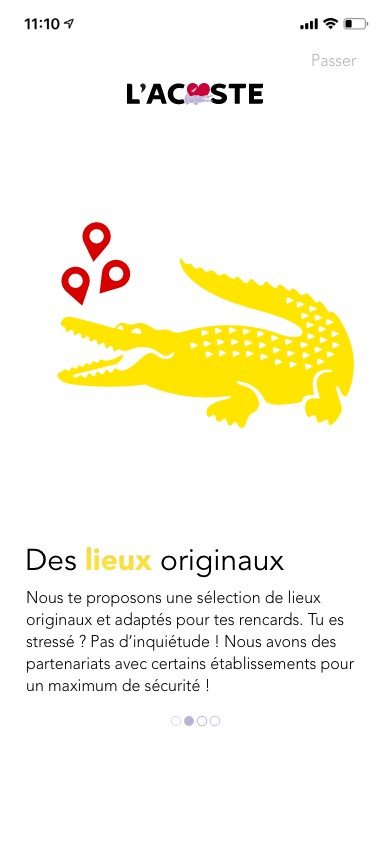 11:10
Passer
L'ACOSTE
Des lieux originaux
Nous te proposons une sélection de lieux
originaux et adaptés pour tes rencards. Tu es
stressé ? Pas d'inquiétude ! Nous avons des
partenariats avec certains établissements pour
un maximum de sécurité !